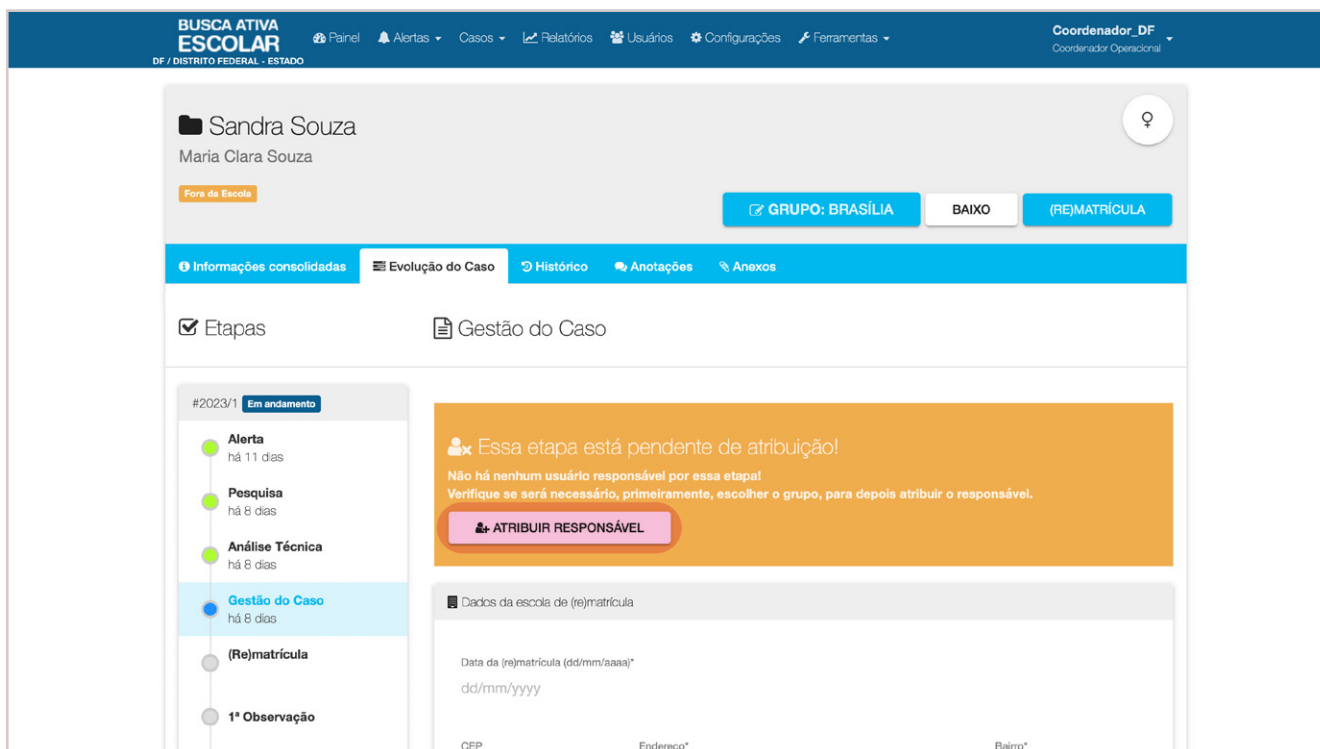 BUSCA ATIVA
ESCOLAR
DF / DISTRITO FEDERAL - ESTADO
Painel Alertas Casos Relatórios Usuários Configurações Ferramentas
Coordenador_DF
Coordenador Operacional
Sandra Souza
Maria Clara Souza
Fora da Escola
GRUPO: BRASÍLIA BAIXO (RE)MATRÍCULA
Informações consolidadas Evolução do Caso Histórico Anotações Anexos
Etapas
Gestão do Caso
#2023/1 Em andamento
Alerta
há 11 dias
Pesquisa
há 8 dias
Análise Técnica
há 8 dias
Gestão do Caso
há 8 dias
(Re)matrícula
1ª Observação
Essa etapa está pendente de atribuição!
Não há nenhum usuário responsável por essa etapa!
Verifique se será necessário, primeiramente, escolher o grupo, para depois atribuir o responsável.
ATRIBUIR RESPONSÁVEL
Dados da escola de (re)matrícula
Data da (re)matrícula (dd/mm/aaaa)*
dd/mm/yyyy
CEP Endereço* Bairro*